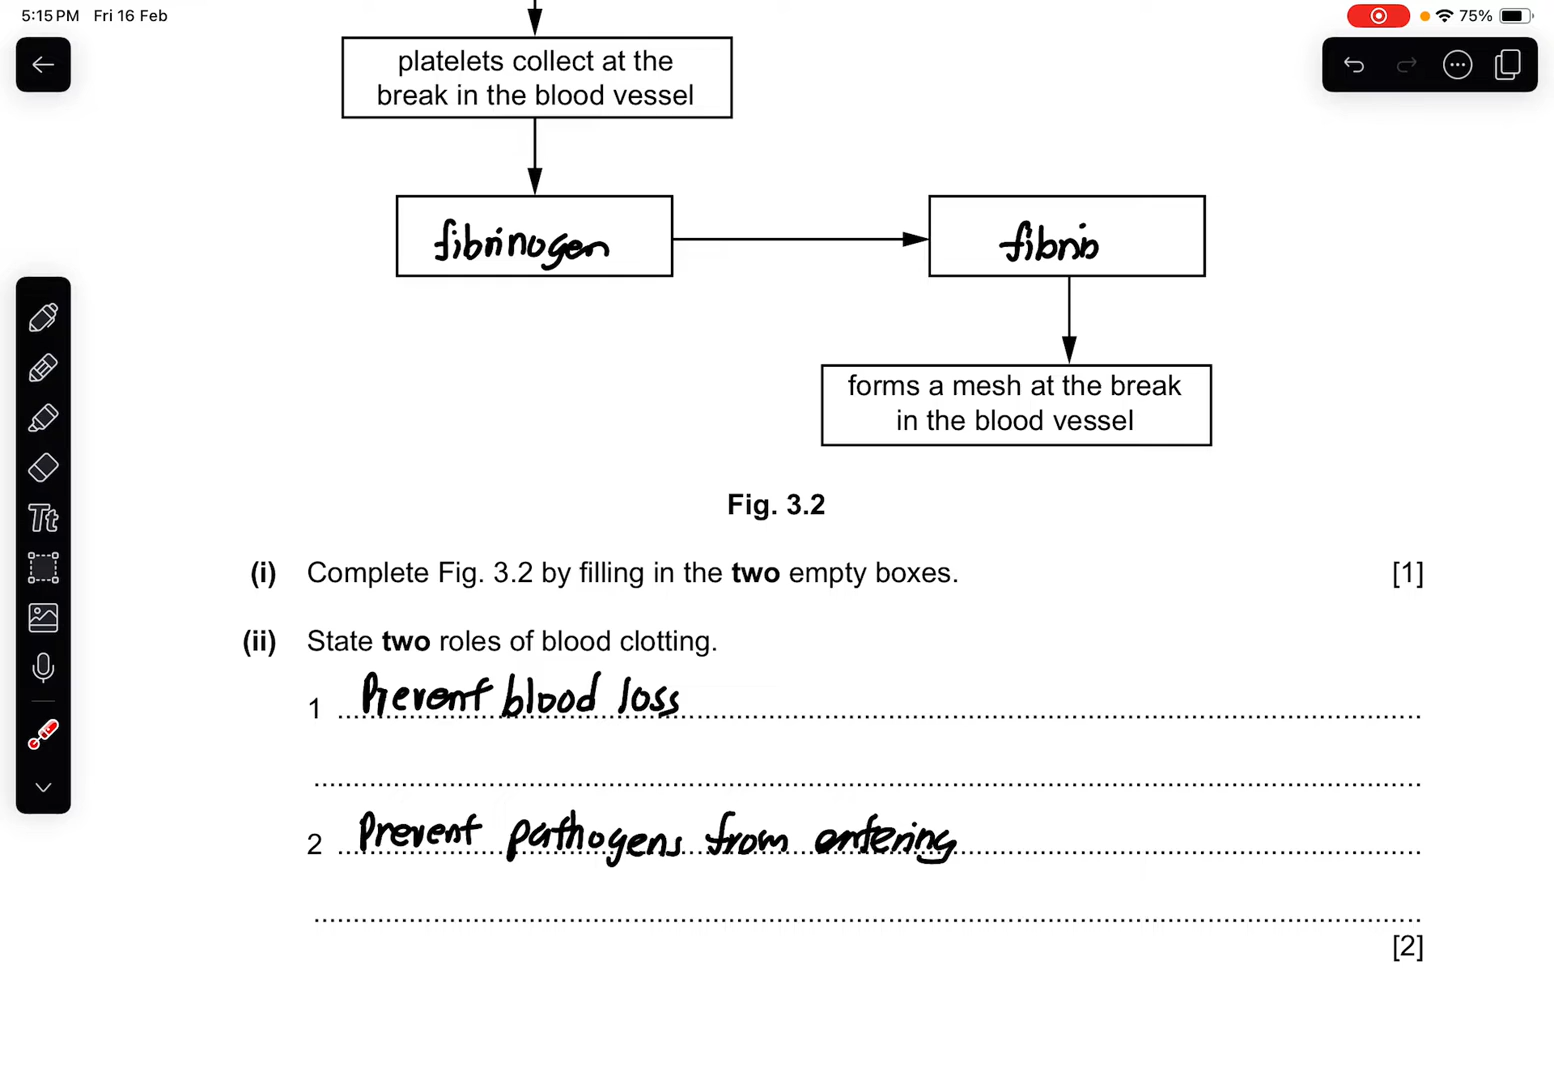 5:15 PM Fri 16 Feb
75%
platelets collect at the
break in the blood vessel
fibrinogen
fibrin
forms a mesh at the break
in the blood vessel
Fig. 3.2
(i) Complete Fig. 3.2 by filling in the two empty boxes. [1]
(ii) State two roles of blood clotting.
1 Prevent blood loss
2 Prevent pathogens from entering
[2]
Tt